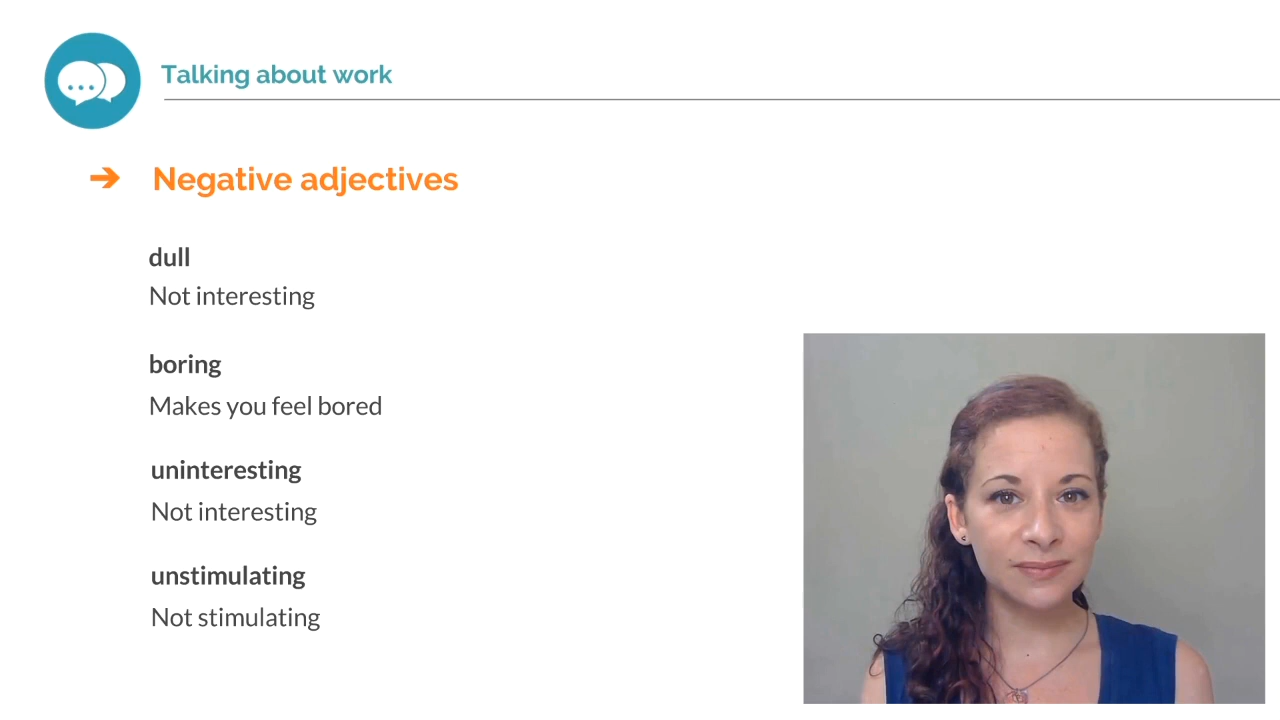 Talking about work
➔ Negative adjectives
dull
Not interesting
boring
Makes you feel bored
uninteresting
Not interesting
unstimulating
Not stimulating